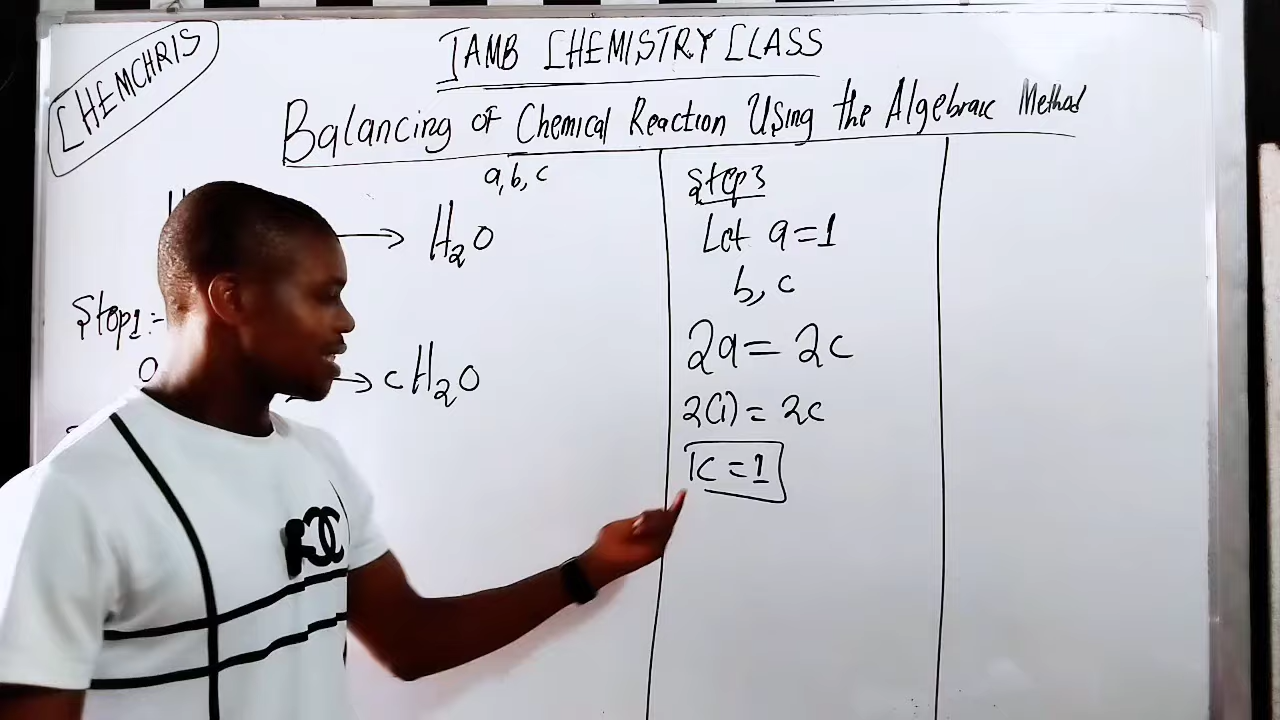 CHEMCHRIS
JAMB CHEMISTRY CLASS
Balancing of Chemical Reaction Using the Algebraic Method
a, b, c
H → H₂O
Step1:-
→ cH₂O
Step3
Let a=1
b, c
2a = 2c
2(1) = 2c
c = 1